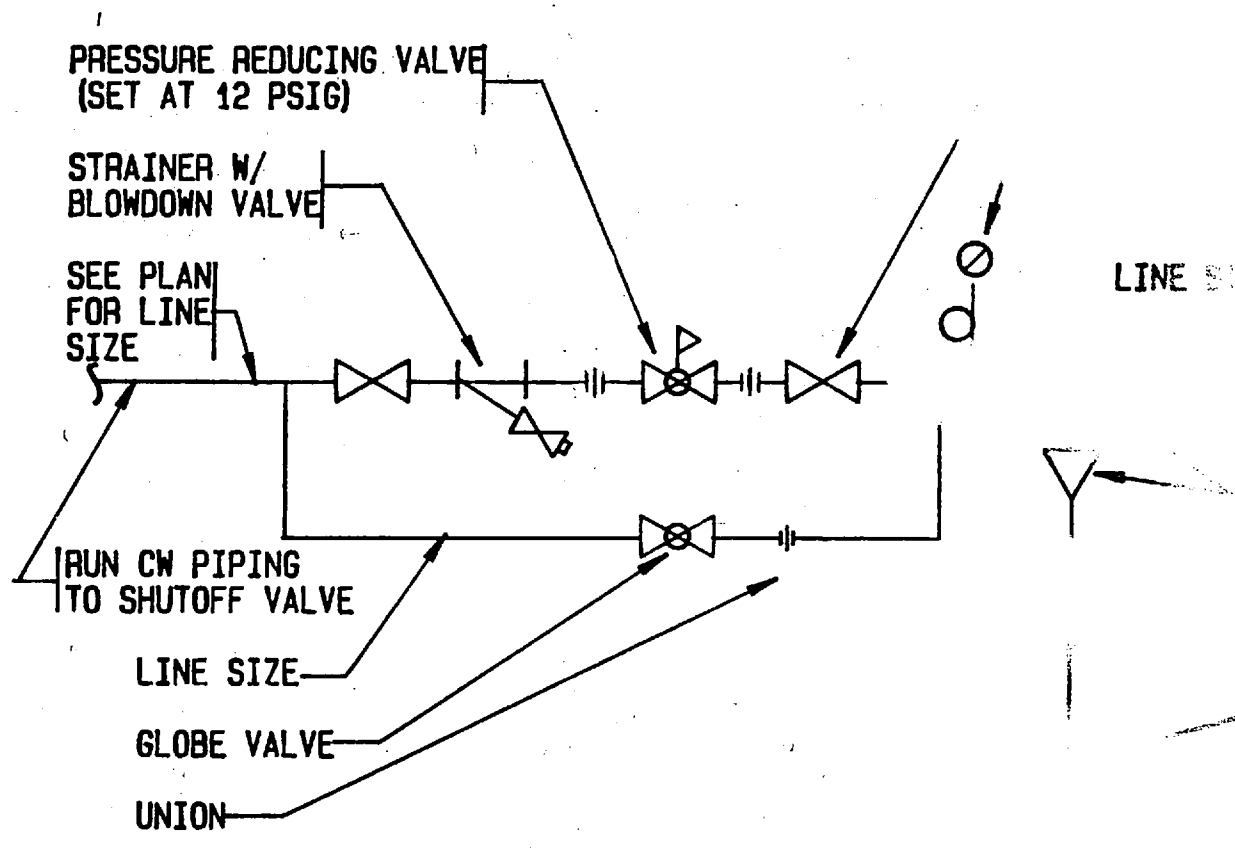 PRESSURE REDUCING VALVE
(SET AT 12 PSIG)
STRAINER W/
BLOWDOWN VALVE
SEE PLAN
FOR LINE
SIZE
LINE
RUN CW PIPING
TO SHUTOFF VALVE
LINE SIZE
GLOBE VALVE
UNION